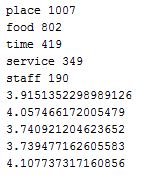 place 1007
food 802
time 419
service 349
staff 190
3.9151352298989126
4.057466172005479
3.740921204623652
3.739477162605583
4.107737317160856